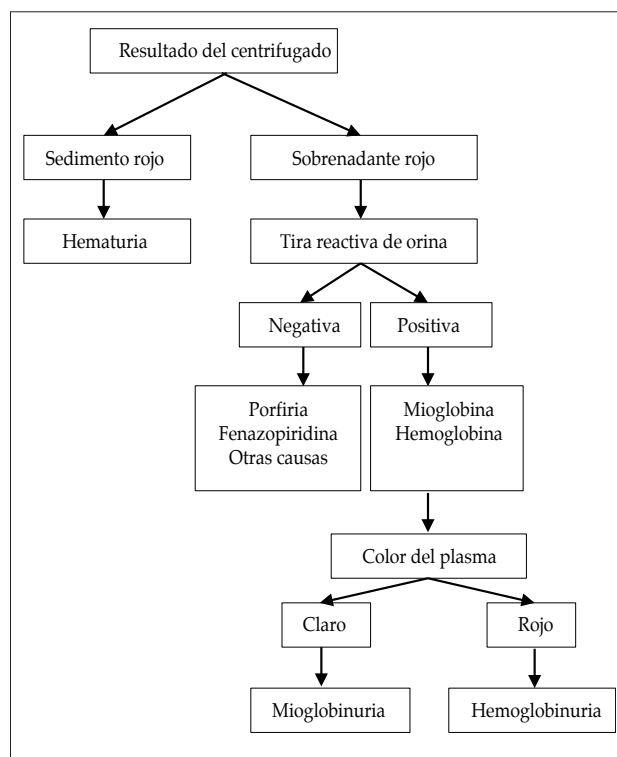 Resultado del centrifugado
Sedimento rojo
Sobrenadante rojo
Hematuria
Tira reactiva de orina
Negativa
Positiva
Porfiria
Fenazopiridina
Otras causas
Mioglobina
Hemoglobina
Color del plasma
Claro
Rojo
Mioglobinuria
Hemoglobinuria